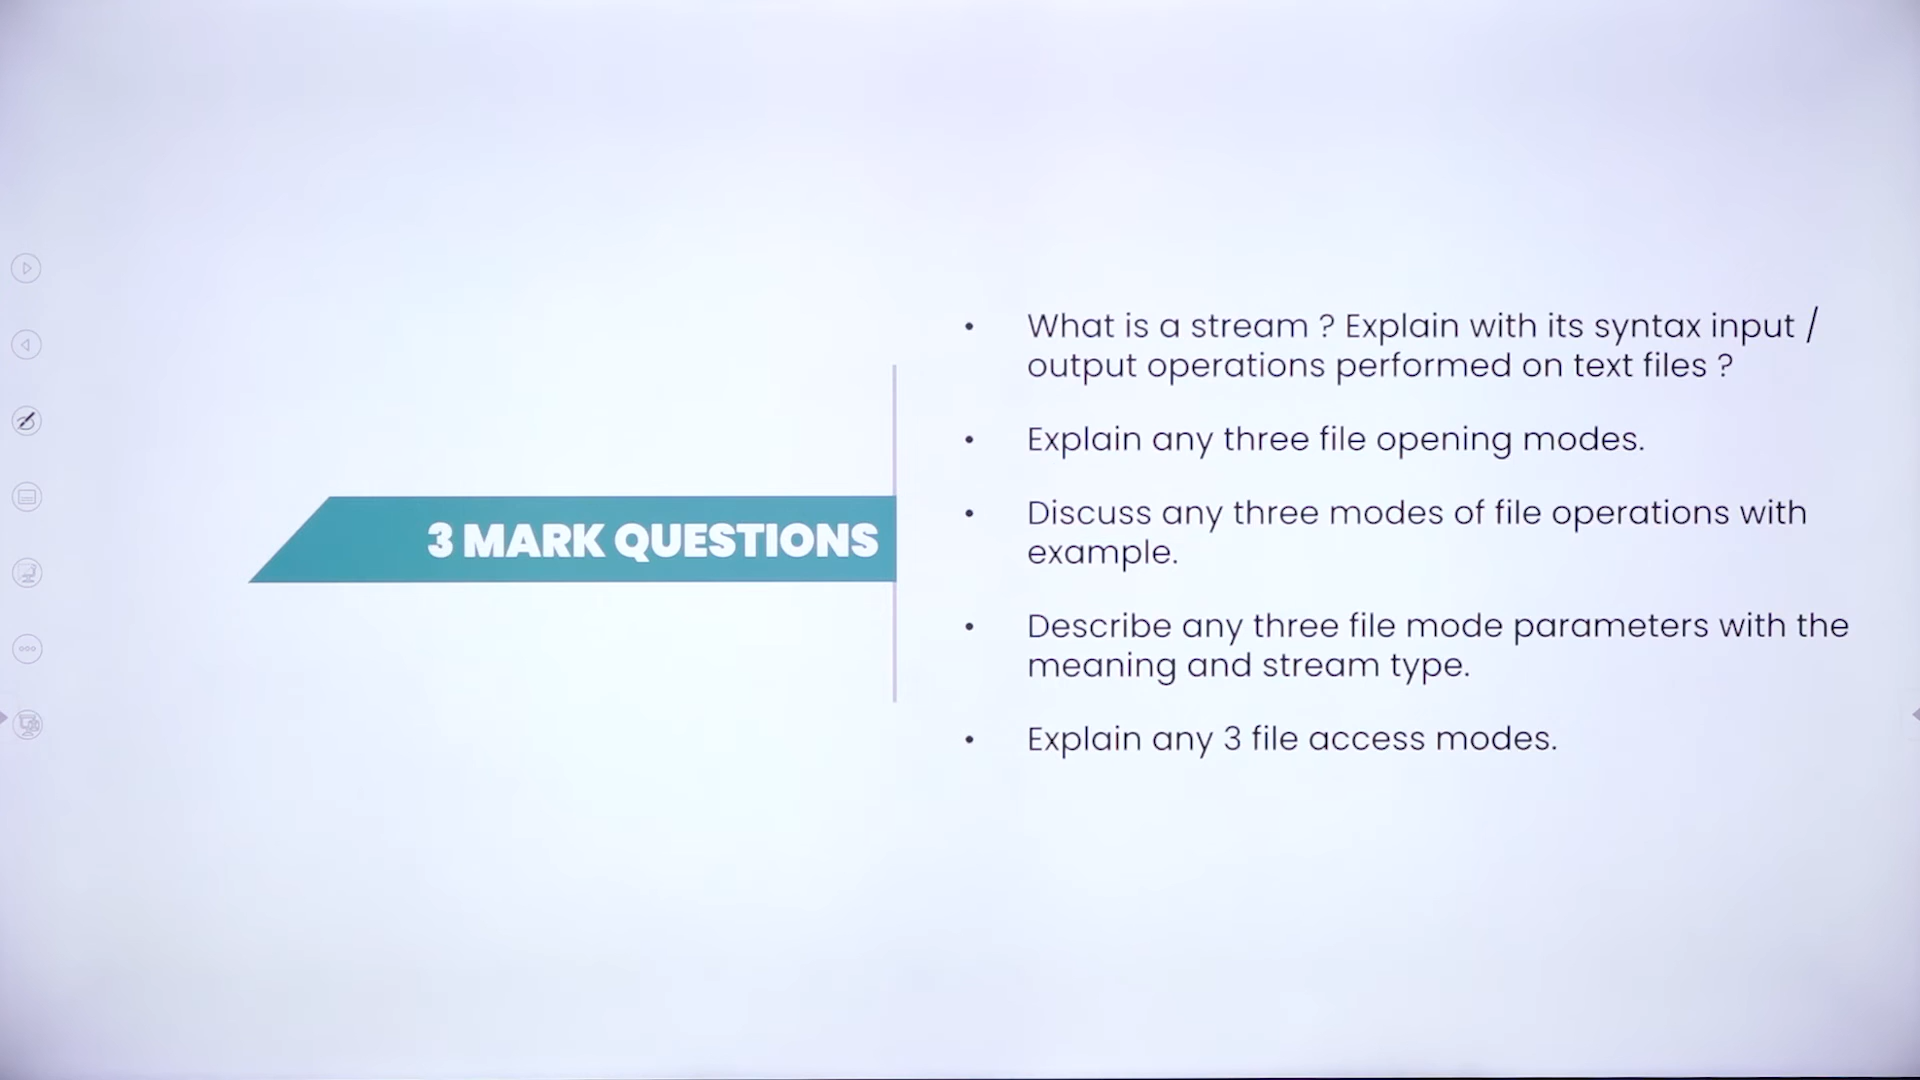 3 MARK QUESTIONS
• What is a stream ? Explain with its syntax input /
output operations performed on text files ?
• Explain any three file opening modes.
• Discuss any three modes of file operations with
example.
• Describe any three file mode parameters with the
meaning and stream type.
• Explain any 3 file access modes.